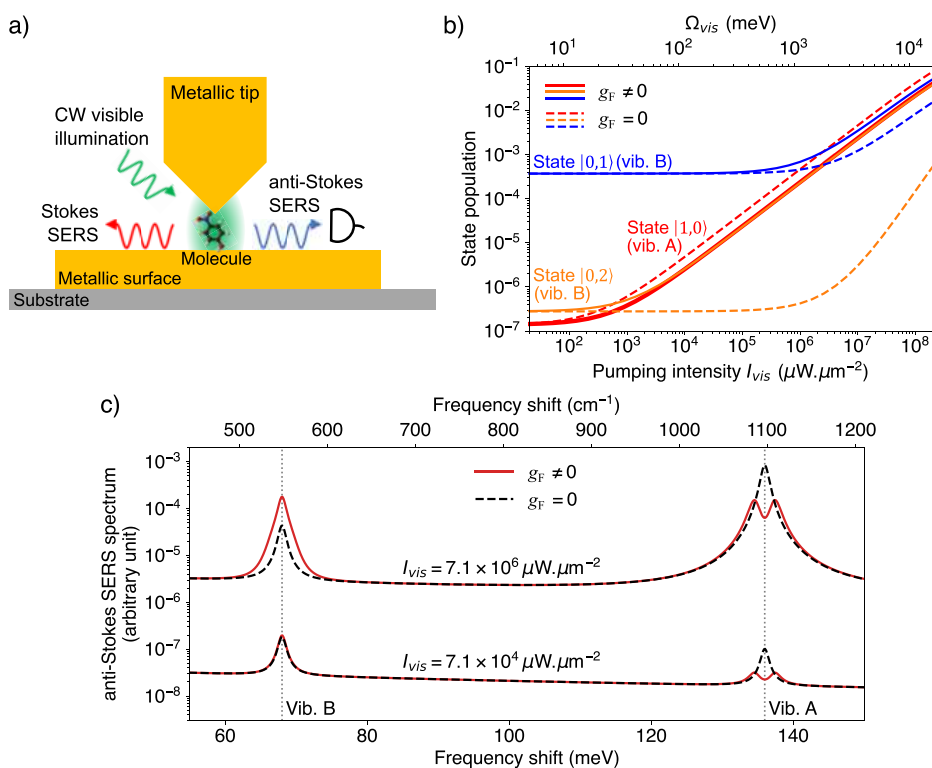 a)
Metallic tip
CW visible
illumination
anti-Stokes
SERS
Stokes
SERS
Molecule
Metallic surface
Substrate
b)
Ω_vis (meV)
10¹ 10² 10³ 10⁴
10⁻¹
10⁻²
10⁻³
10⁻⁴
10⁻⁵
10⁻⁶
10⁻⁷
State population
g_F ≠ 0
g_F = 0
State |0,1⟩ (vib. B)
State |1,0⟩
(vib. A)
State |0,2⟩
(vib. B)
10² 10³ 10⁴ 10⁵ 10⁶ 10⁷ 10⁸
Pumping intensity I_vis (μW.μm⁻²)
c)
Frequency shift (cm⁻¹)
500 600 700 800 900 1000 1100 1200
10⁻³
10⁻⁴
10⁻⁵
10⁻⁶
10⁻⁷
10⁻⁸
anti-Stokes SERS spectrum
(arbitrary unit)
g_F ≠ 0
g_F = 0
I_vis = 7.1 × 10⁶ μW.μm⁻²
I_vis = 7.1 × 10⁴ μW.μm⁻²
Vib. B
Vib. A
60 80 100 120 140
Frequency shift (meV)